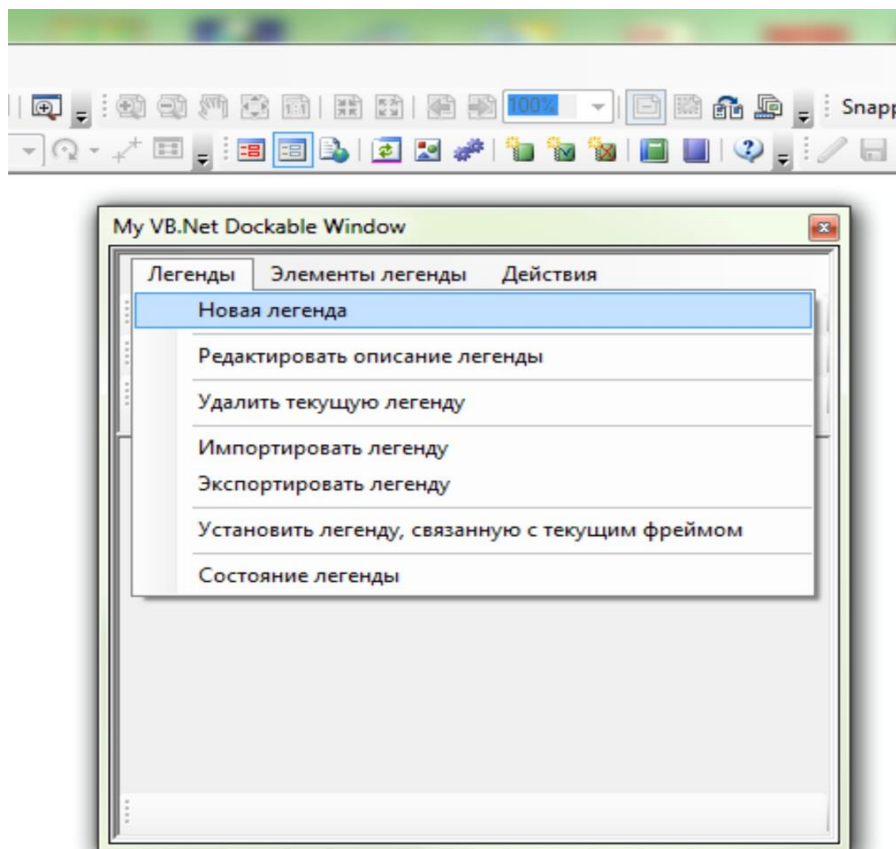 100%
Snapp
My VB.Net Dockable Window
Легенды Элементы легенды Действия
Новая легенда
Редактировать описание легенды
Удалить текущую легенду
Импортировать легенду
Экспортировать легенду
Установить легенду, связанную с текущим фреймом
Состояние легенды